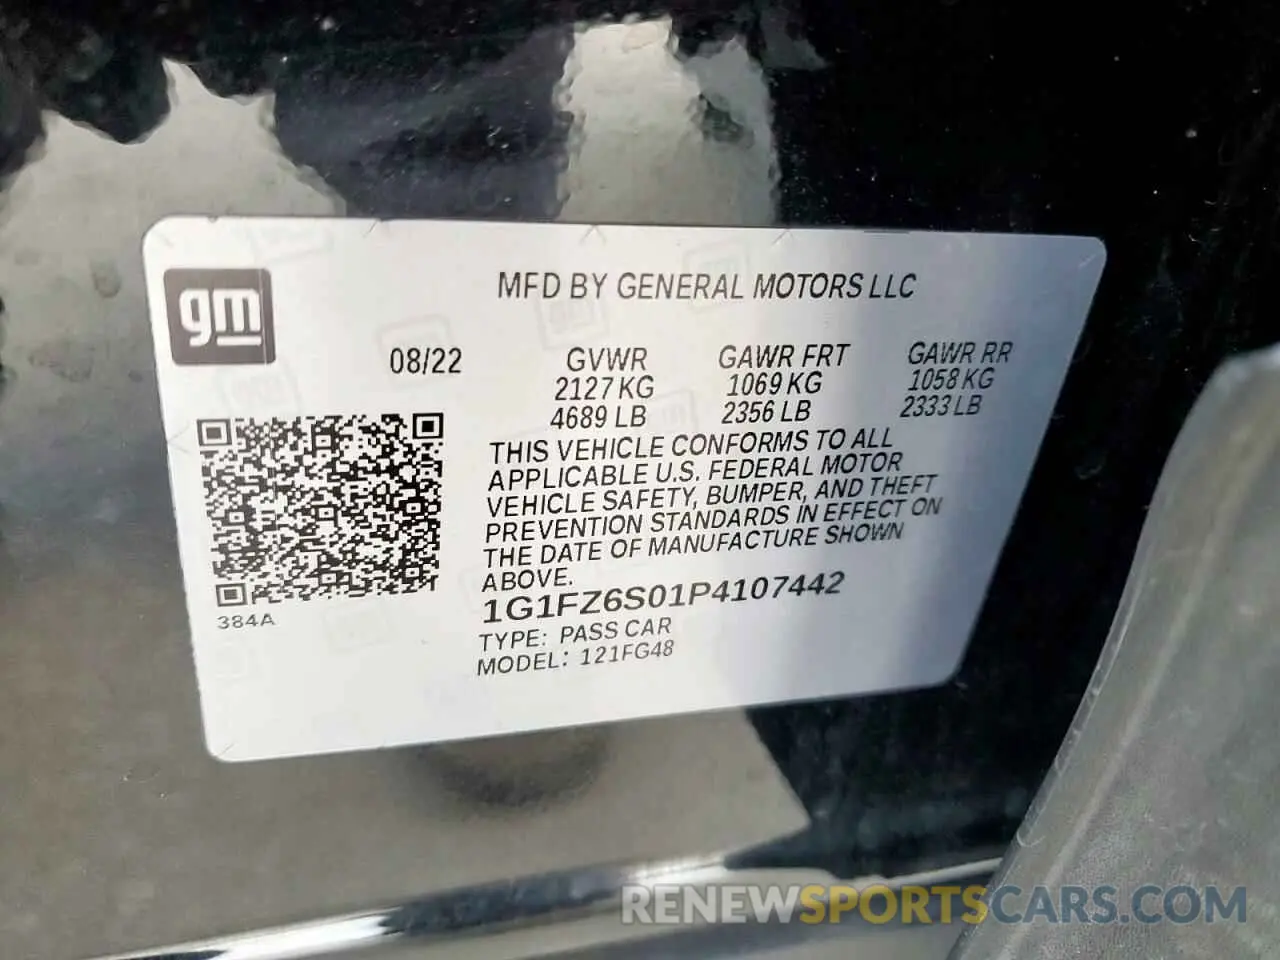 gm
MFD BY GENERAL MOTORS LLC
08/22
GVWR
2127 KG
4689 LB
GAWR FRT
1069 KG
2356 LB
GAWR RR
1058 KG
2333 LB
THIS VEHICLE CONFORMS TO ALL
APPLICABLE U.S. FEDERAL MOTOR
VEHICLE SAFETY, BUMPER, AND THEFT
PREVENTION STANDARDS IN EFFECT ON
THE DATE OF MANUFACTURE SHOWN
ABOVE.
1G1FZ6S01P4107442
TYPE: PASS CAR
MODEL: 121FG48
384A
RENEWSPORTSCARS.COM